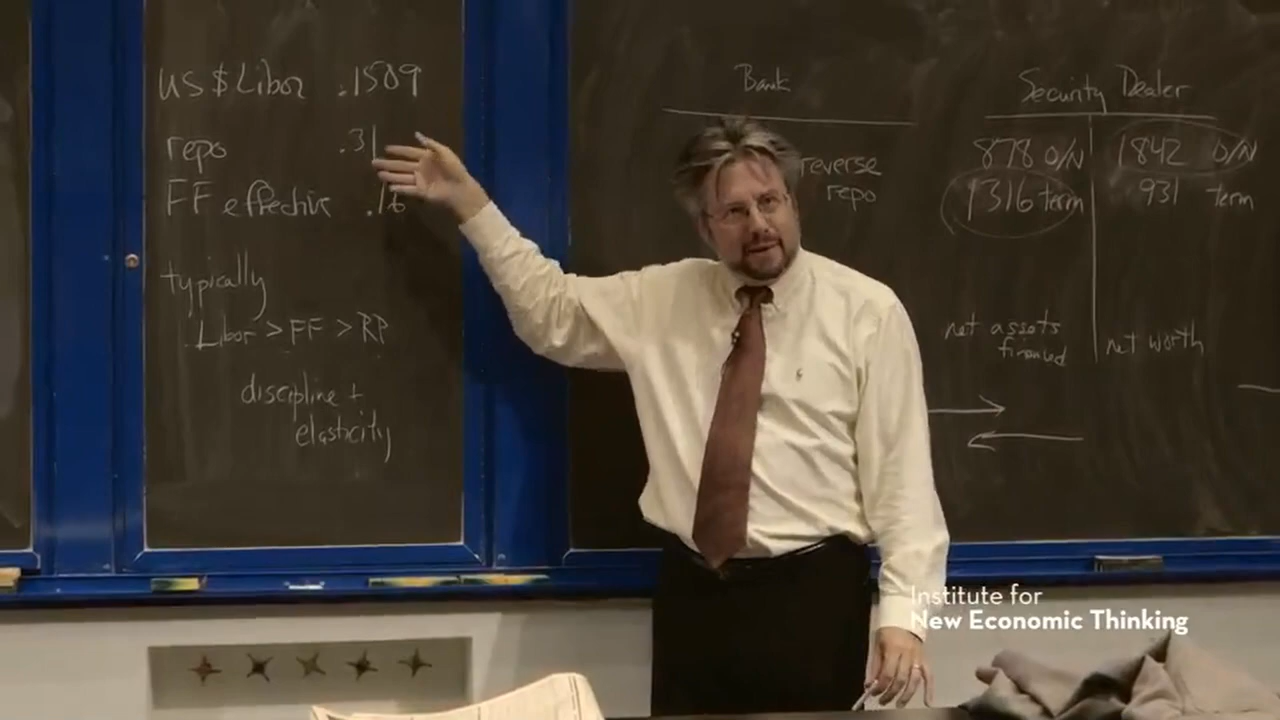 US $ Libor .1509
repo .31
FF effective .16
typically
Libor > FF > RP
discipline +
elasticity
Bank
reverse
repo
Security Dealer
878 O/N 1842 O/N
1316 term 931 term
net assets
financed
net worth
Institute for
New Economic Thinking